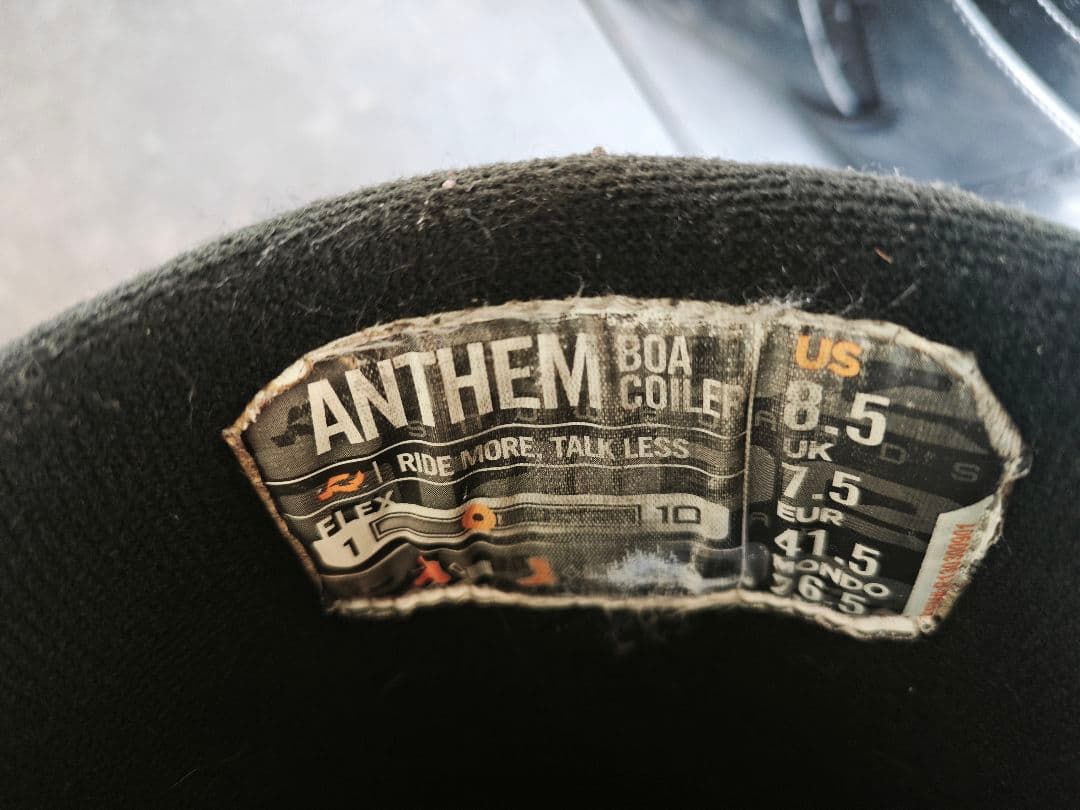 ANTHEM BOA COILER
RIDE MORE, TALK LESS
FLEX
1 10
US
8.5
UK
7.5
EUR
41.5
MONDO
26.5